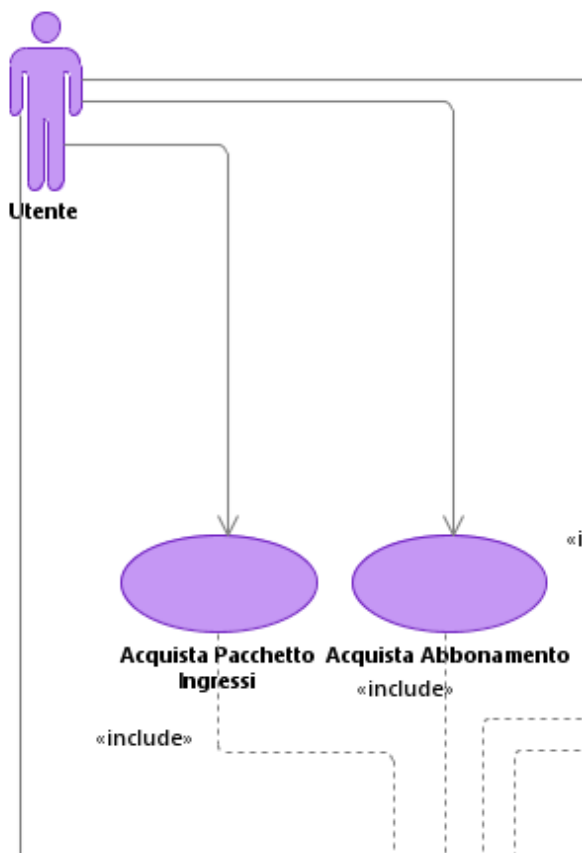 Utente
«i
Acquista Pacchetto
Ingressi
Acquista Abbonamento
«include»
«include»